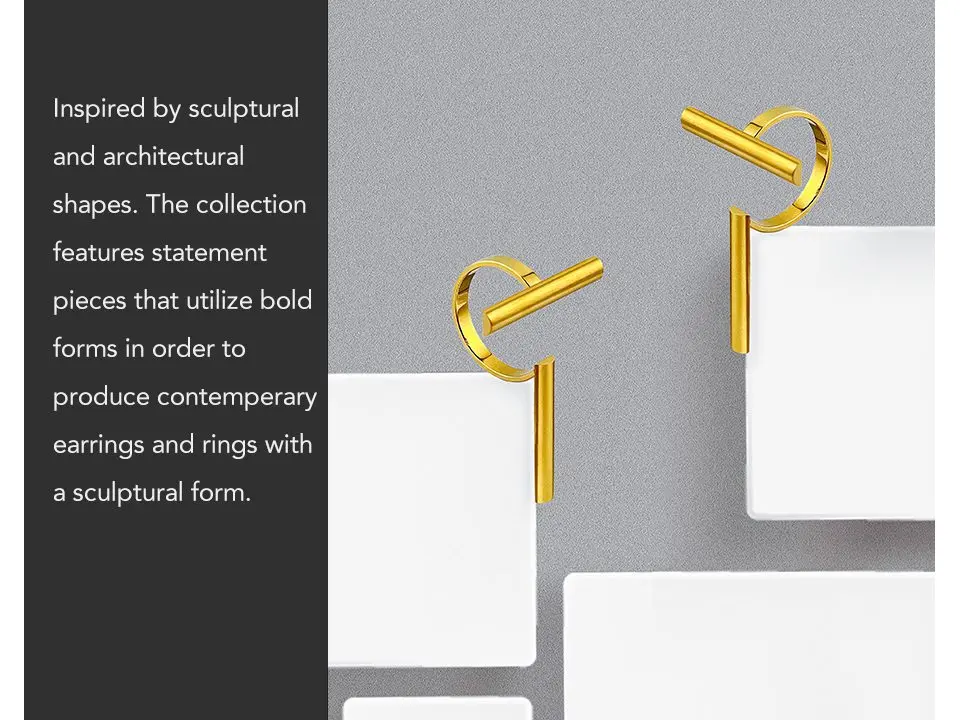 Inspired by sculptural
and architectural
shapes. The collection
features statement
pieces that utilize bold
forms in order to
produce contemperary
earrings and rings with
a sculptural form.